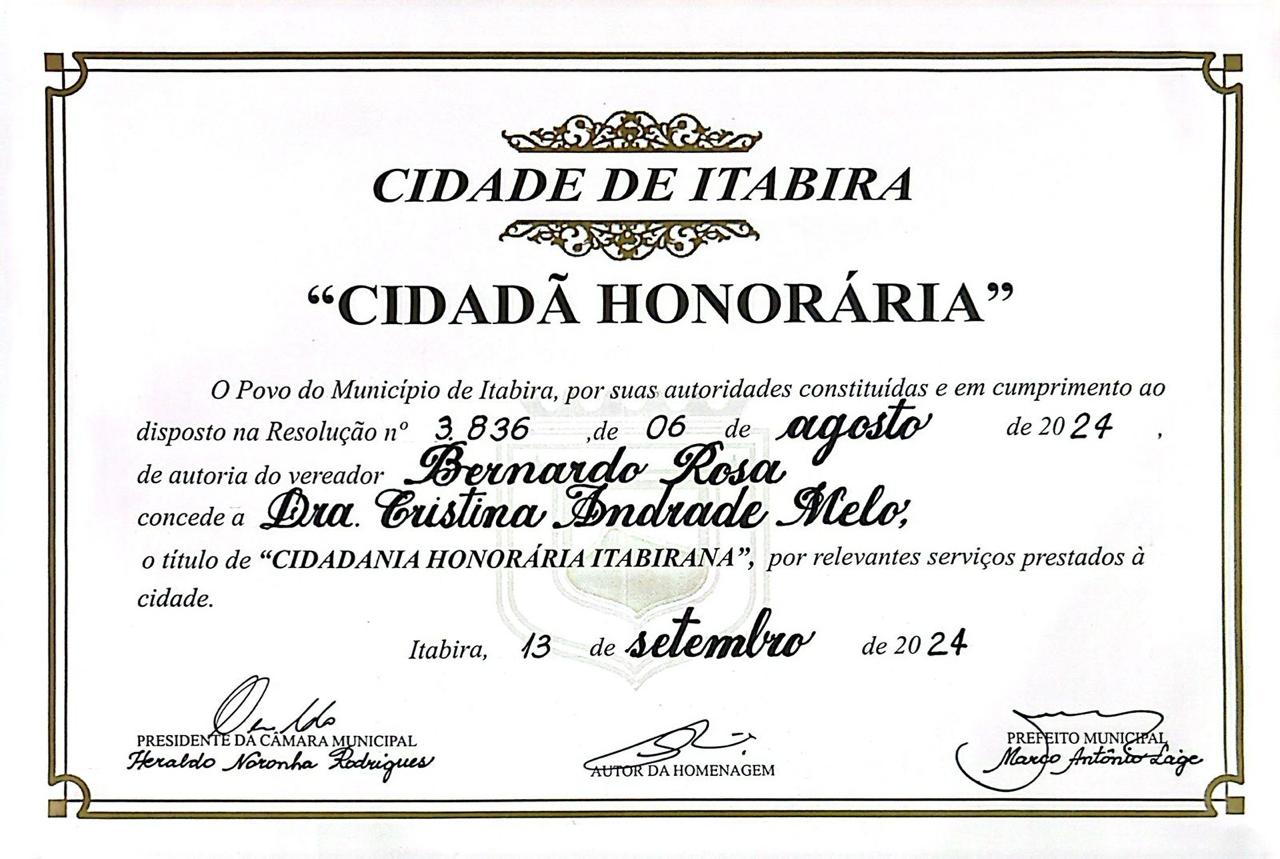 CIDADE DE ITABIRA
“CIDADÃ HONORÁRIA”
O Povo do Município de Itabira, por suas autoridades constituídas e em cumprimento ao
disposto na Resolução nº 3.836 ,de 06 de agosto de 2024 ,
de autoria do vereador Bernardo Rosa
concede a Dra. Cristina Andrade Melo,
o título de “CIDADANIA HONORÁRIA ITABIRANA”, por relevantes serviços prestados à
cidade.
Itabira, 13 de setembro de 2024
PRESIDENTE DA CÂMARA MUNICIPAL
Heraldo Noronha Rodrigues
AUTOR DA HOMENAGEM
PREFEITO MUNICIPAL
Marco Antônio Lage